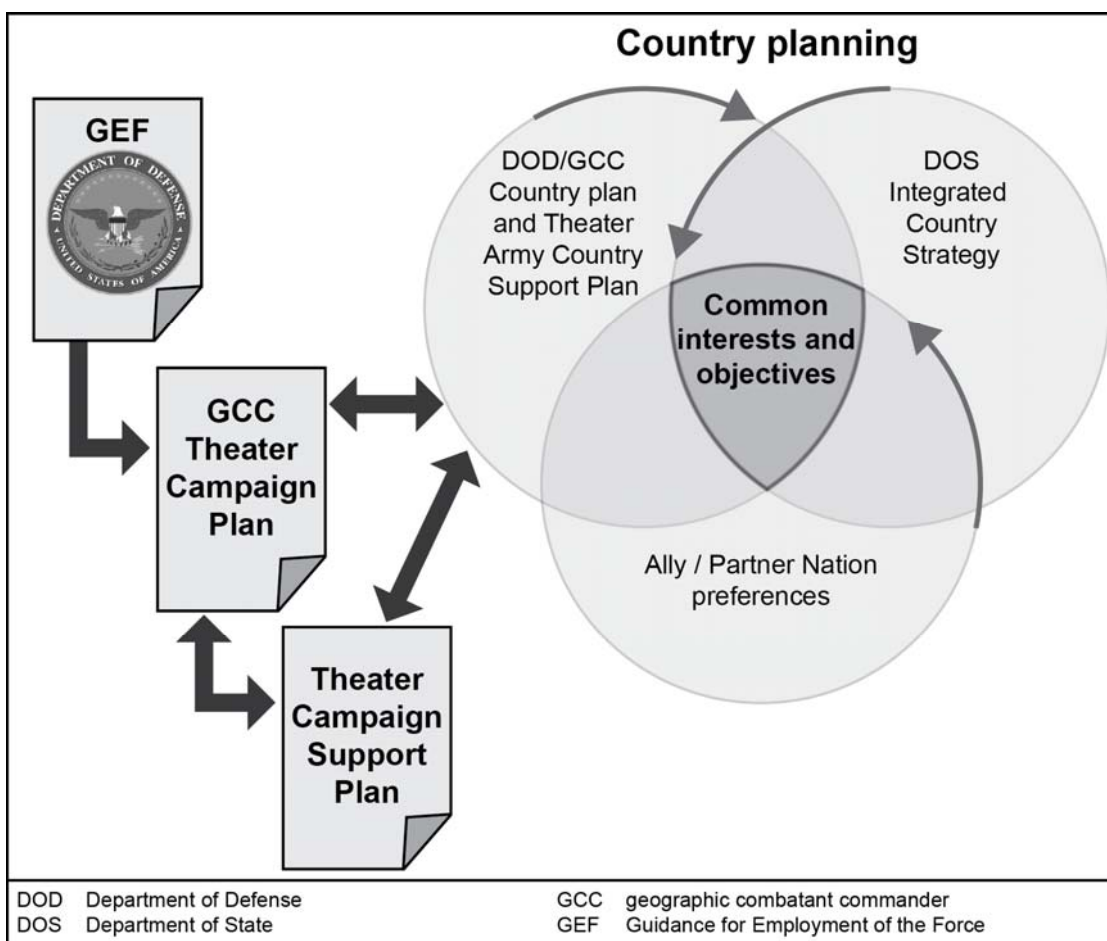 Country planning
GEF
DEPARTMENT OF DEFENSE
UNITED STATES OF AMERICA
GCC
Theater
Campaign
Plan
Theater
Campaign
Support
Plan
DOD/GCC
Country plan
and Theater
Army Country
Support Plan
DOS
Integrated
Country
Strategy
Common
interests and
objectives
Ally / Partner Nation
preferences
DOD Department of Defense
DOS Department of State
GCC geographic combatant commander
GEF Guidance for Employment of the Force